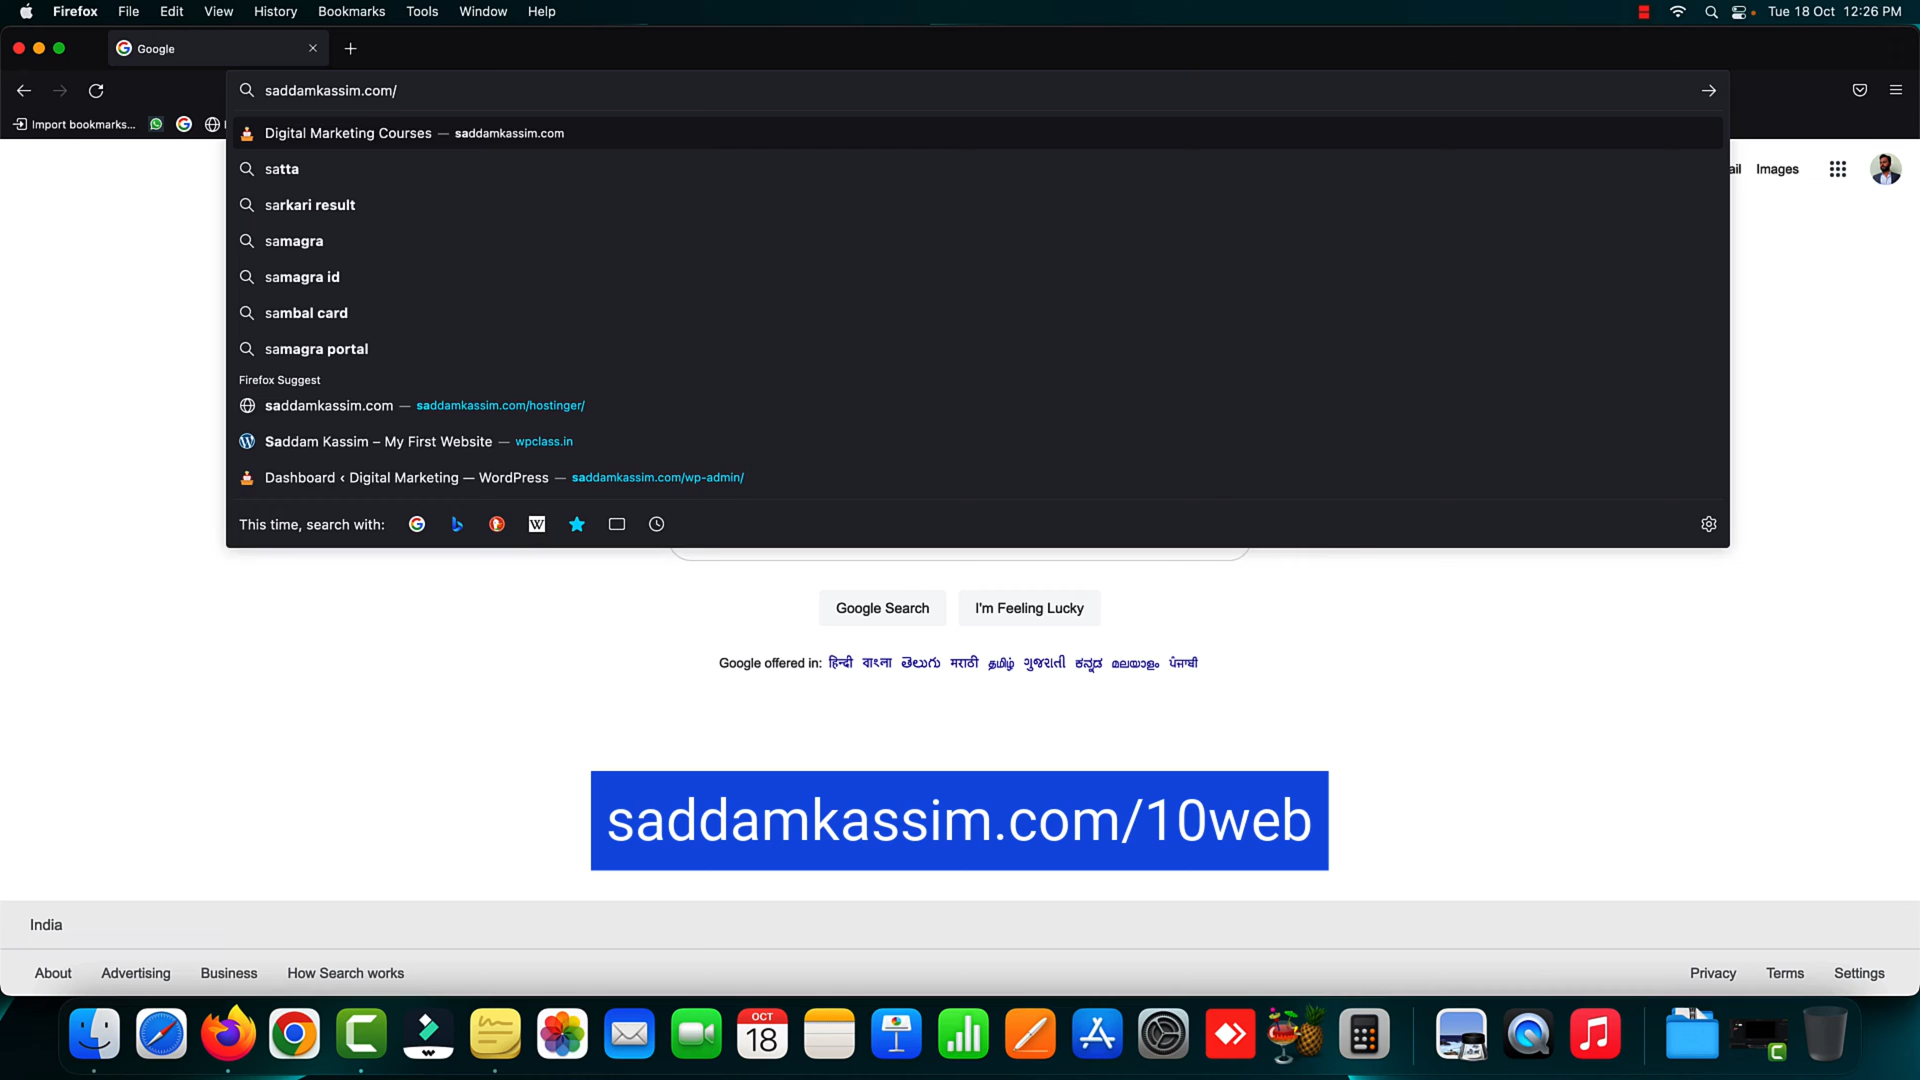 Firefox File Edit View History Bookmarks Tools Window Help
Tue 18 Oct 12:26 PM
Google
saddamkassim.com/
Import bookmarks...
Digital Marketing Courses — saddamkassim.com
satta
sarkari result
samagra
samagra id
sambal card
samagra portal
Firefox Suggest
saddamkassim.com — saddamkassim.com/hostinger/
Saddam Kassim – My First Website — wpclass.in
Dashboard ‹ Digital Marketing — WordPress — saddamkassim.com/wp-admin/
This time, search with:
ail Images
Google Search I'm Feeling Lucky
Google offered in: हिन्दी বাংলা తెలుగు मराठी தமிழ் ગુજરાતી ಕನ್ನಡ മലയാളം ਪੰਜਾਬੀ
saddamkassim.com/10web
India
About Advertising Business How Search works
Privacy Terms Settings
OCT
18